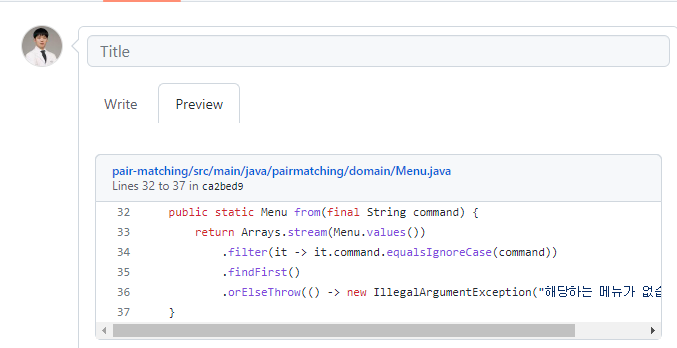 Title
Write Preview
pair-matching/src/main/java/pairmatching/domain/Menu.java
Lines 32 to 37 in ca2bed9
32 public static Menu from(final String command) {
33 return Arrays.stream(Menu.values())
34 .filter(it -> it.command.equalsIgnoreCase(command))
35 .findFirst()
36 .orElseThrow(() -> new IllegalArgumentException("해당하는 메뉴가 없습
37 }